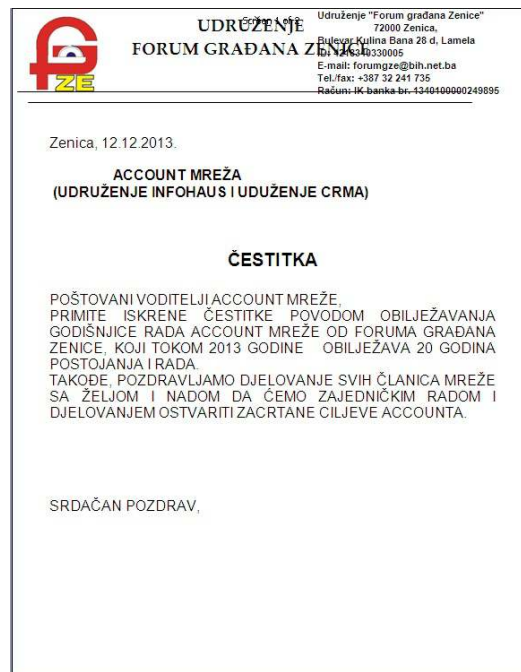 UDRUŽENJE
FORUM GRAĐANA ZENICE
Udruženje "Forum građana Zenice"
72000 Zenica,
Bulevar Kulina Bana 28 d, Lamela
E-mail: forumgze@bih.net.ba
Tel./fax: +387 32 241 735
Račun: IK banka br. 1340100000249895
ZE
Zenica, 12.12.2013.
ACCOUNT MREŽA
(UDRUŽENJE INFOHAUS I UDUŽENJE CRMA)
ČESTITKA
POŠTOVANI VODITELJI ACCOUNT MREŽE,
PRIMITE ISKRENE ČESTITKE POVODOM OBILJEŽAVANJA
GODIŠNJICE RADA ACCOUNT MREŽE OD FORUMA GRAĐANA
ZENICE, KOJI TOKOM 2013 GODINE OBILJEŽAVA 20 GODINA
POSTOJANJA I RADA.
TAKOĐE, POZDRAVLJAMO DJELOVANJE SVIH ČLANICA MREŽE
SA ŽELJOM I NADOM DA ĆEMO ZAJEDNIČKIM RADOM I
DJELOVANJEM OSTVARITI ZACRTANE CILJEVE ACCOUNTA.
SRDAČAN POZDRAV,